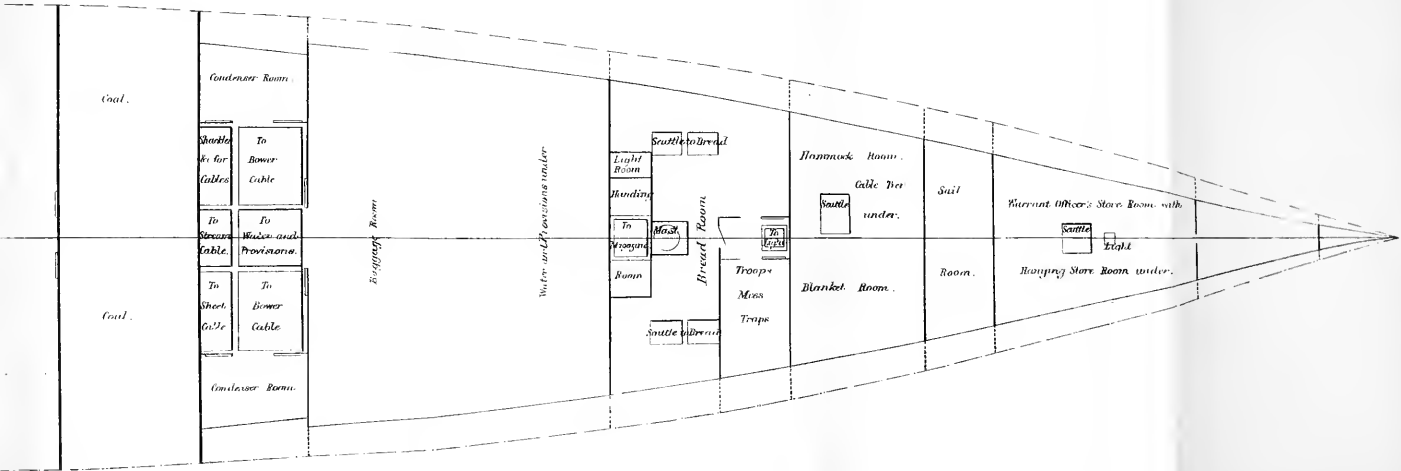 Coal.
Coal.
Condenser Room.
Shackle
&c for
Cables
To
Bower
Cable
To
Stream
Cable.
To
Water and
Provisions.
To
Sheet
Cable
To
Bower
Cable
Condenser Room.
Baggage Room
Water and Provisions under
Light
Room
Handing
To
Room
Mast
Scuttle to Bread
Scuttle to Bread
Bread Room
To
Light
Troops
Mess
Traps
Hammock Room.
Cable Tier
under.
Scuttle
Blanket Room.
Sail
Room.
Warrant Officer's Store Room with
Scuttle
Light
Store Room under.